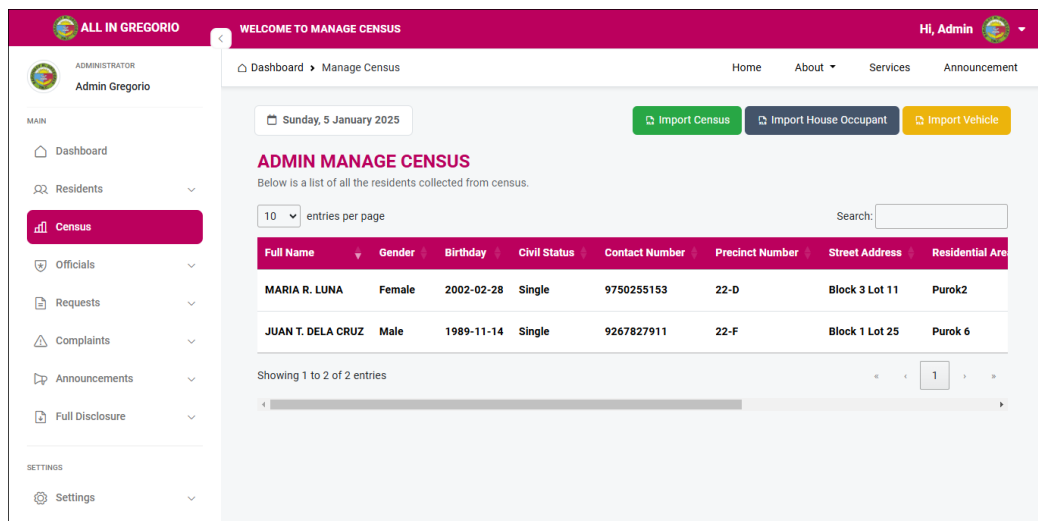 ALL IN GREGORIO
WELCOME TO MANAGE CENSUS
Hi, Admin
ADMINISTRATOR
Admin Gregorio
Dashboard > Manage Census
Home About Services Announcement
MAIN
Dashboard
Residents
Census
Officials
Requests
Complaints
Announcements
Full Disclosure
SETTINGS
Settings
Sunday, 5 January 2025
Import Census Import House Occupant Import Vehicle
ADMIN MANAGE CENSUS
Below is a list of all the residents collected from census.
10 entries per page Search:
Full Name Gender Birthday Civil Status Contact Number Precinct Number Street Address Residential Are
MARIA R. LUNA Female 2002-02-28 Single 9750255153 22-D Block 3 Lot 11 Purok2
JUAN T. DELA CRUZ Male 1989-11-14 Single 9267827911 22-F Block 1 Lot 25 Purok 6
Showing 1 to 2 of 2 entries « ‹ 1 › »